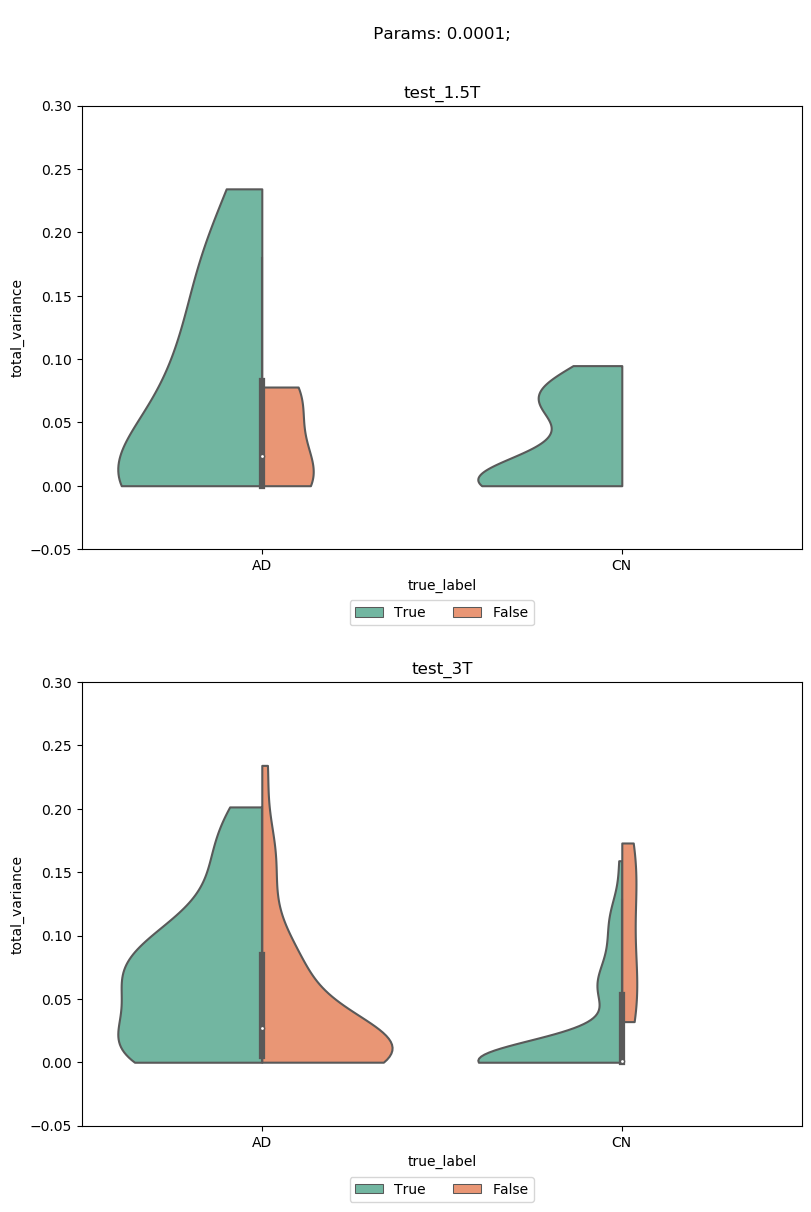 Params: 0.0001;
test_1.5T
0.30
0.25
0.20
0.15
0.10
0.05
0.00
−0.05
total_variance
AD CN
true_label
True False
test_3T
0.30
0.25
0.20
0.15
0.10
0.05
0.00
−0.05
total_variance
AD CN
true_label
True False